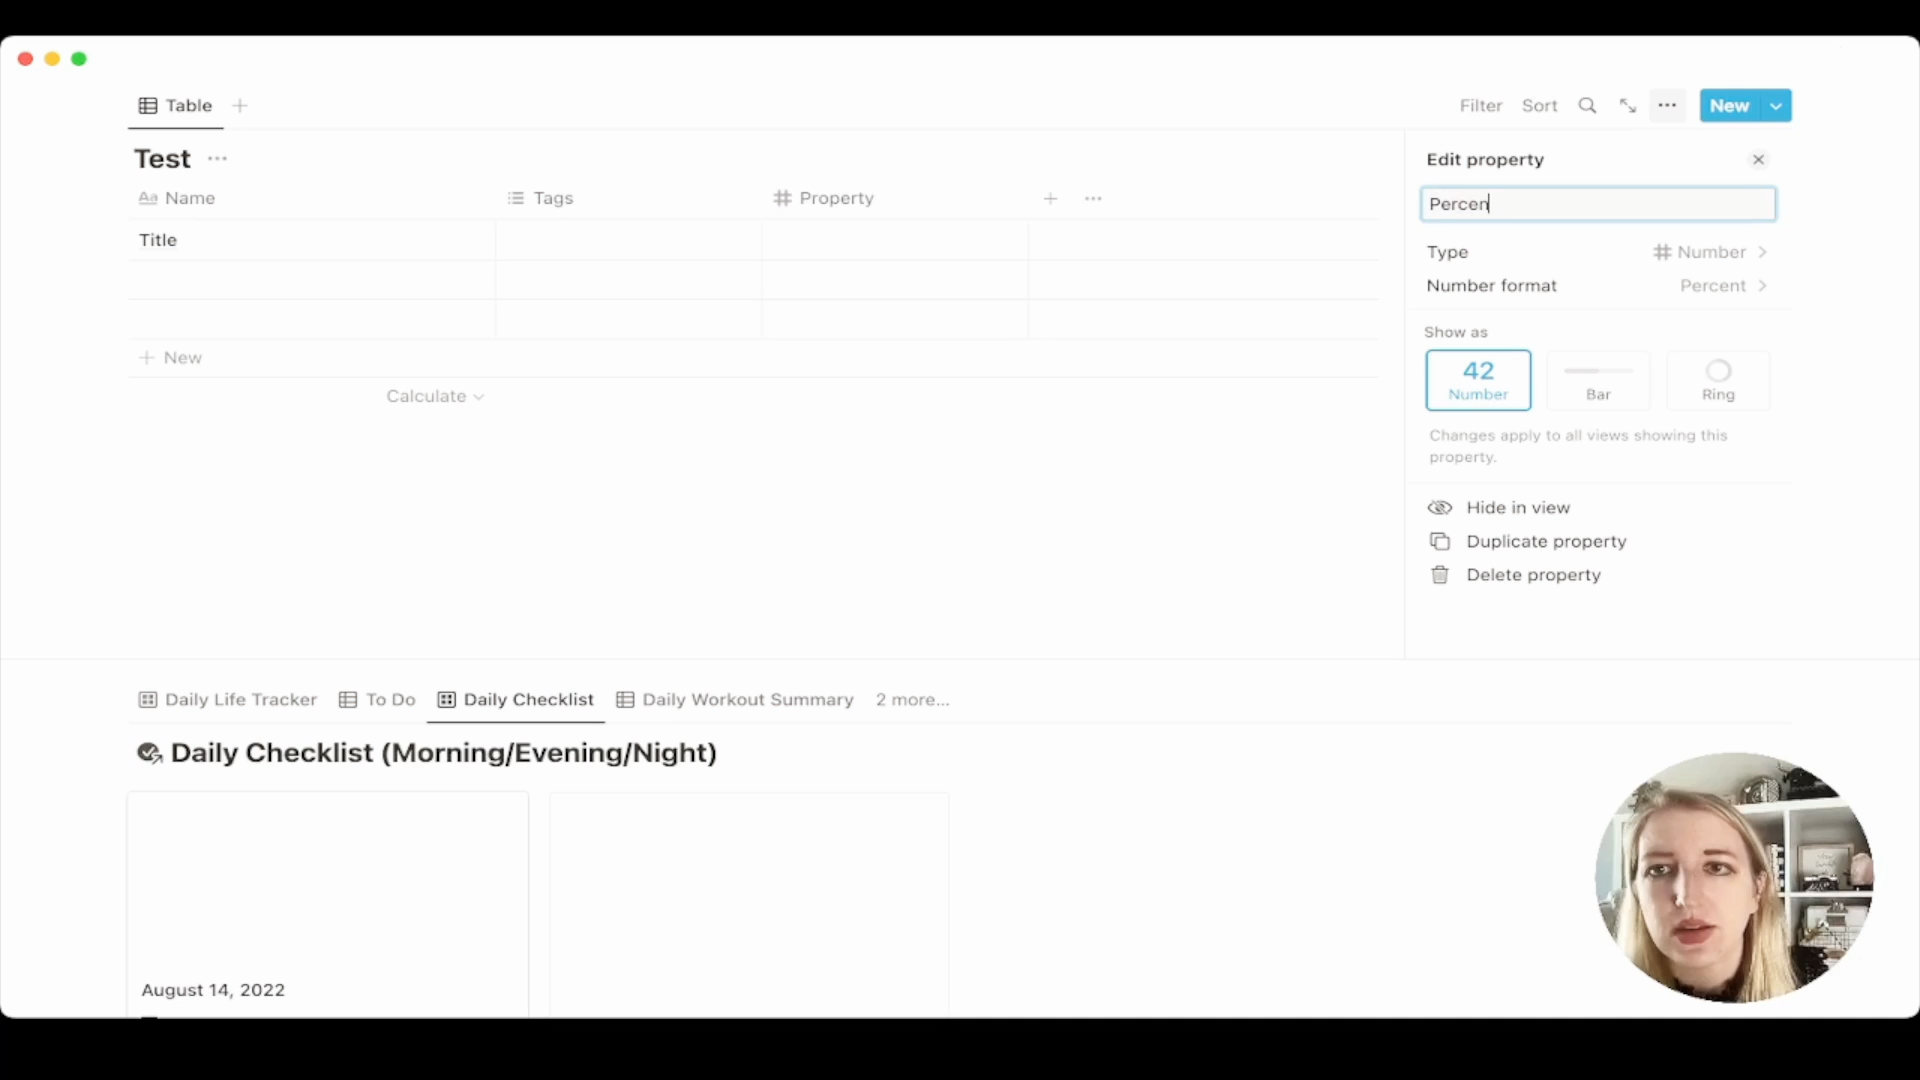 Table
Filter Sort
New
Test
Edit property
Percen
Aa Name
Tags
Property
Title
Type Number
Number format Percent
Show as
42
Number
Bar
Ring
New
Calculate
Changes apply to all views showing this
property.
Hide in view
Duplicate property
Delete property
Daily Life Tracker To Do Daily Checklist Daily Workout Summary 2 more...
Daily Checklist (Morning/Evening/Night)
August 14, 2022